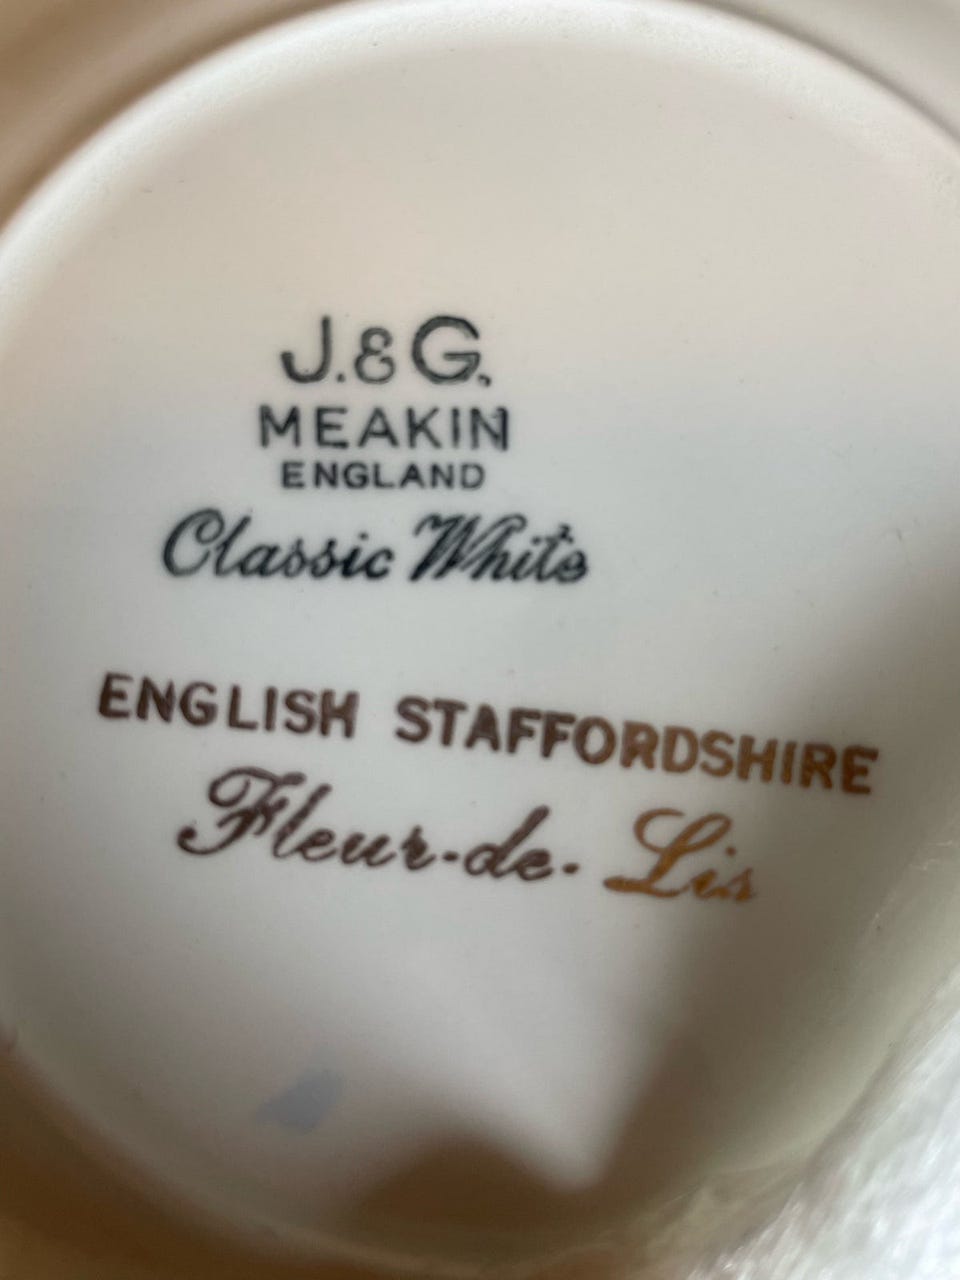 J.&G.
MEAKIN
ENGLAND
Classic White
ENGLISH STAFFORDSHIRE
Fleur-de-Lis